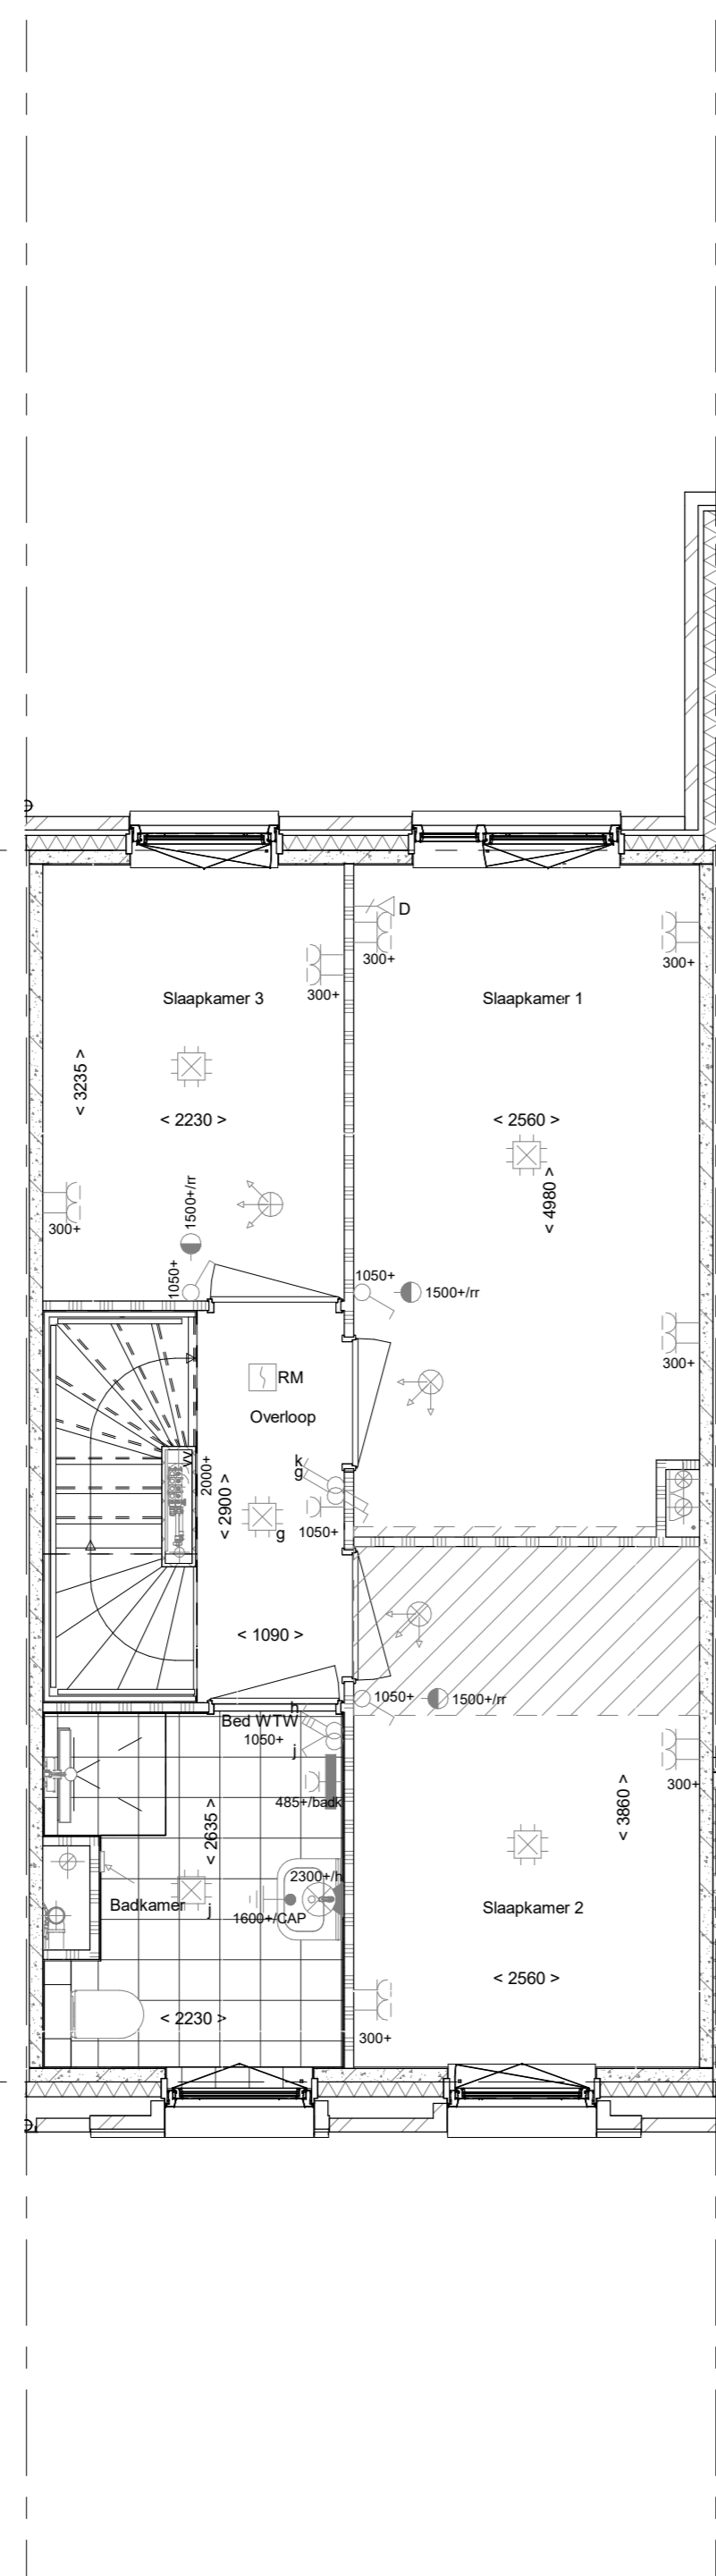 D
300+
300+
300+
Slaapkamer 3
Slaapkamer 1
< 3235 >
< 2230 >
< 2560 >
< 4980 >
1500+/rr
300+
1050+
1050+
1500+/rr
300+
RM
Overloop
k
g
W
2000+
< 2900 >
g
1050+
< 1090 >
1050+
1500+/rr
h
Bed WTW
1050+
j
300+
485+/badk
< 2635 >
< 3860 >
2300+/h
Badkamer
j
1600+/CAP
Slaapkamer 2
< 2560 >
< 2230 >
300+